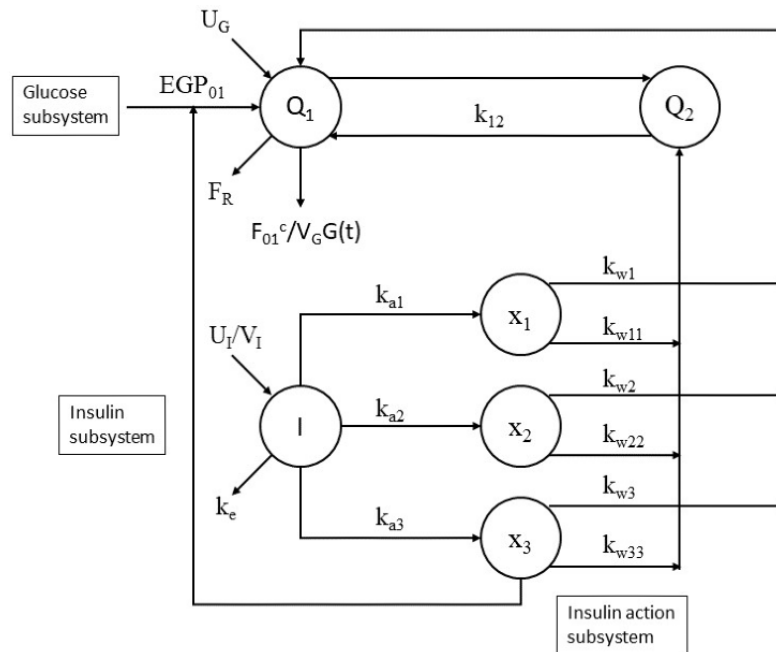 U_G
EGP_01
Glucose
subsystem
Q_1
Q_2
k_12
F_R
F_01^c/V_GG(t)
k_w1
k_a1
x_1
k_w11
U_I/V_I
k_w2
Insulin
subsystem
I
k_a2
x_2
k_w22
k_w3
k_e
k_a3
x_3
k_w33
Insulin action
subsystem